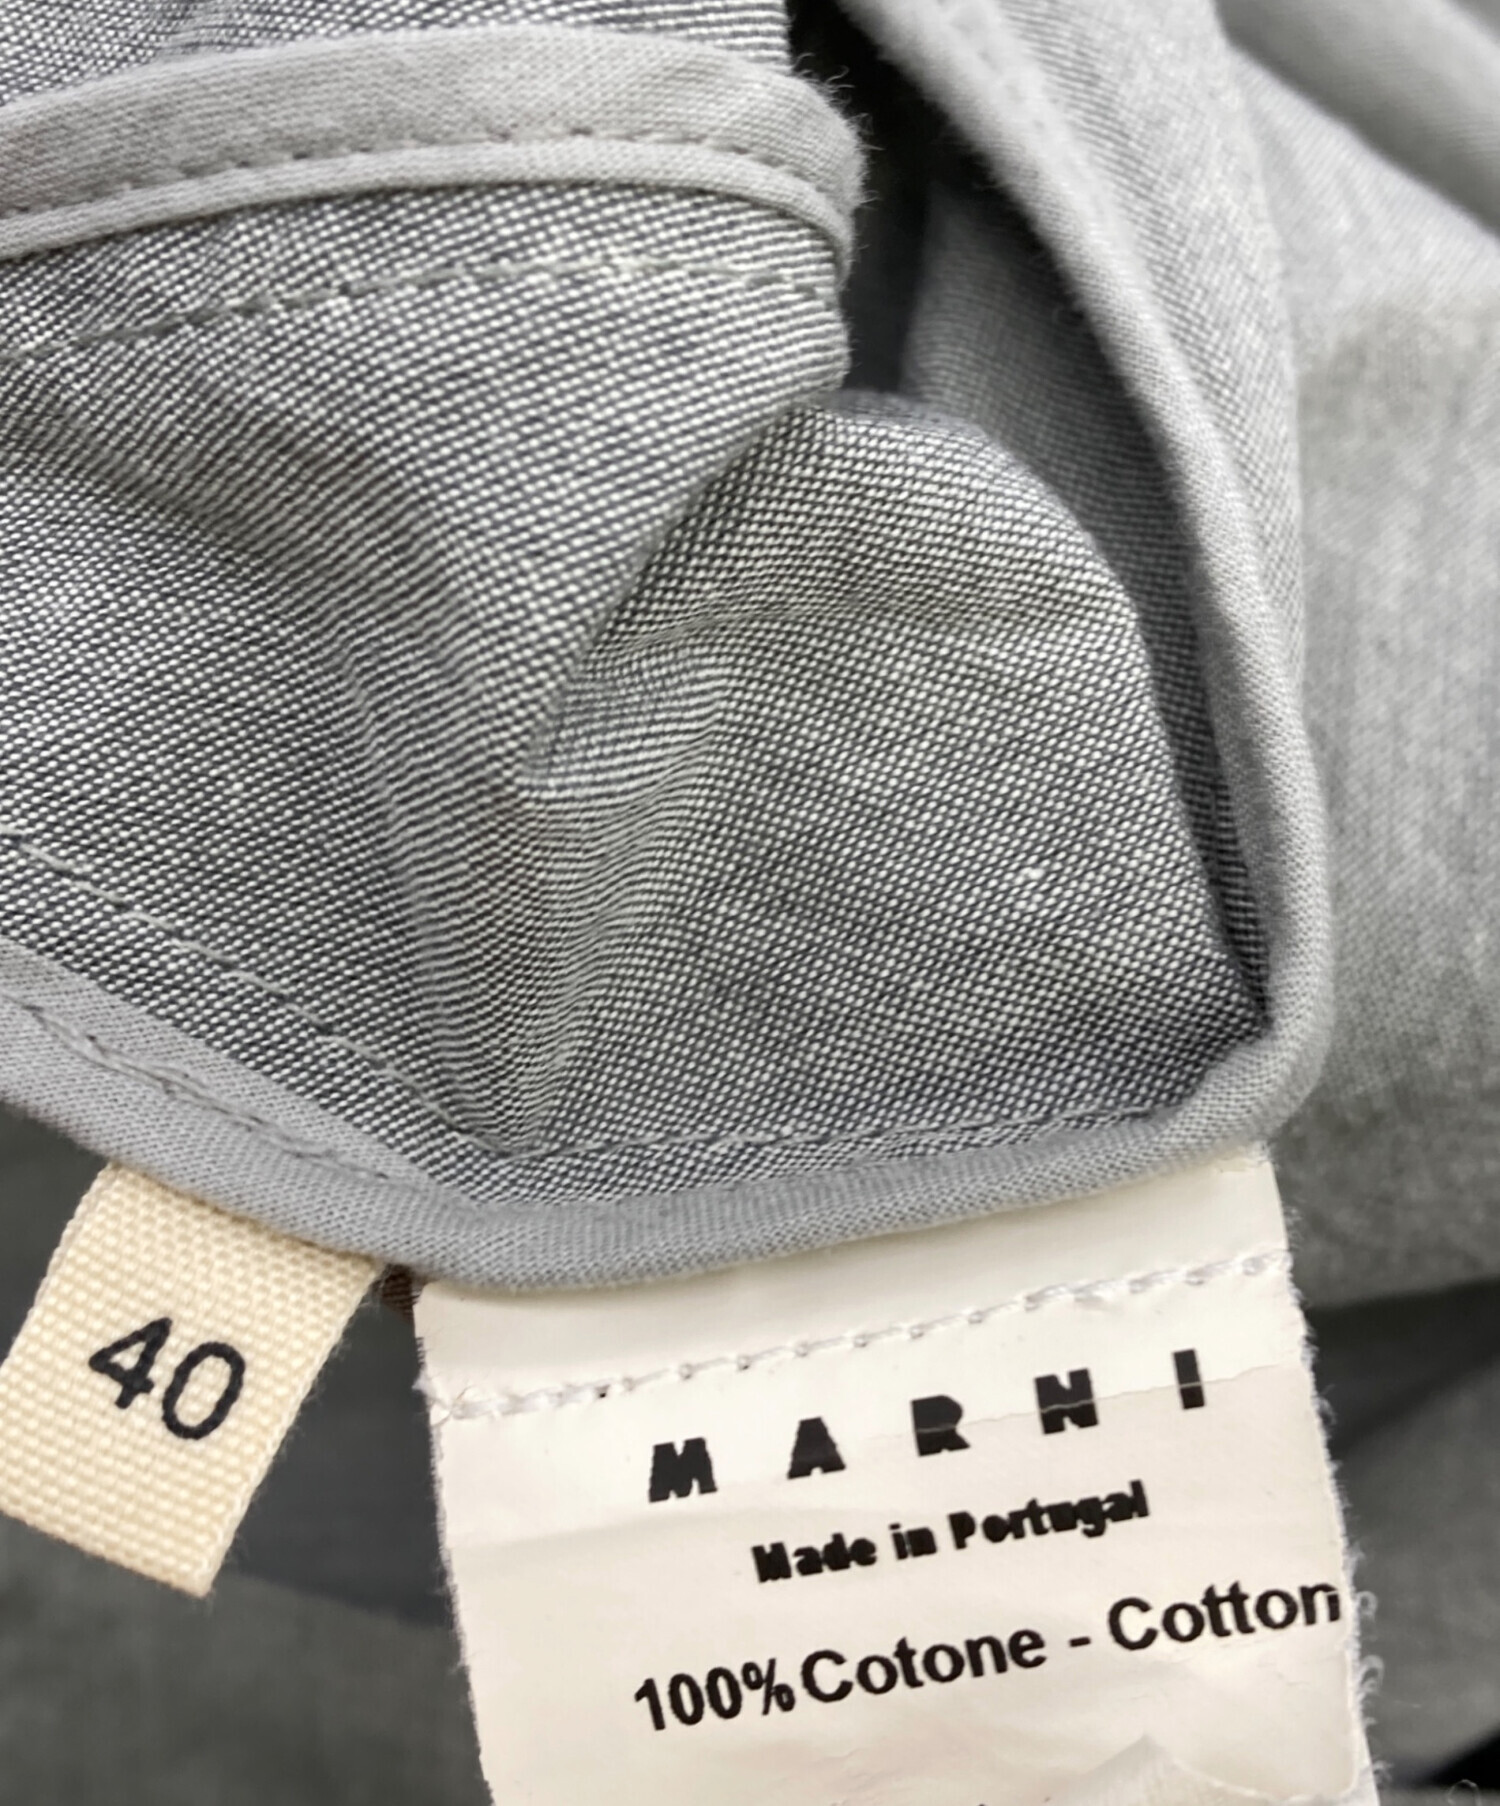 40
MARNI
Made in Portugal
100% Cotone - Cotton